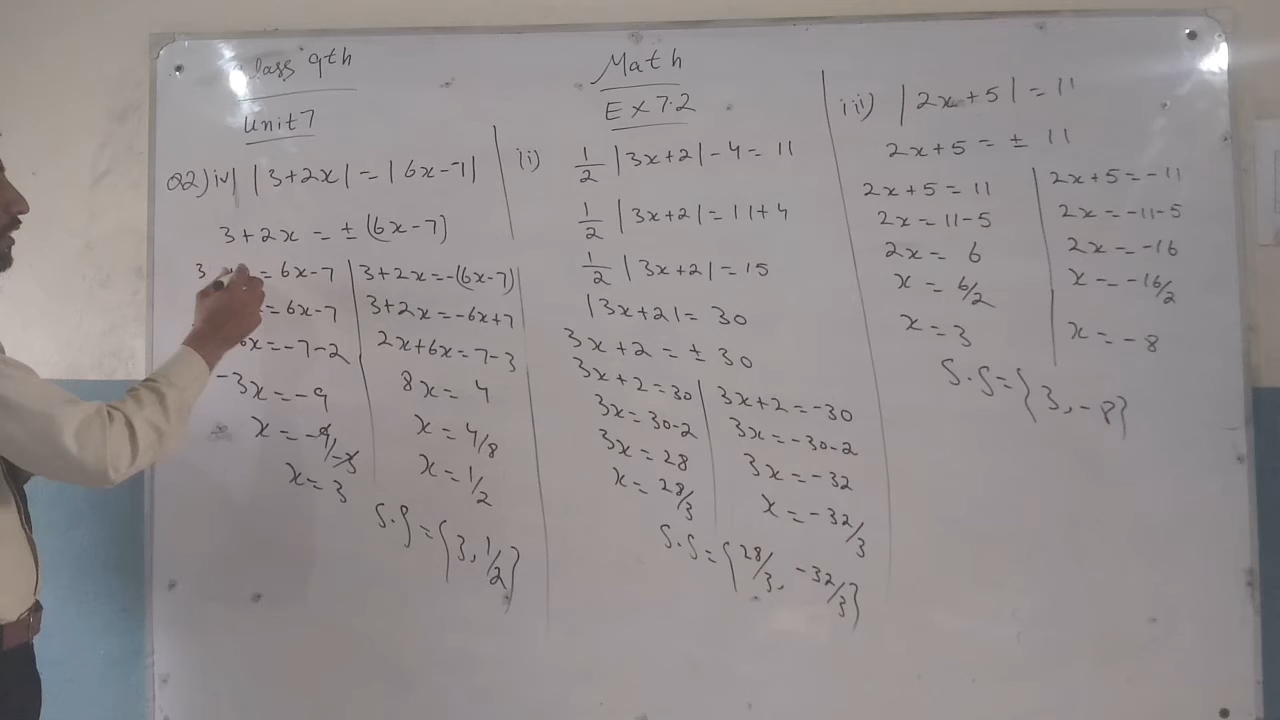 Class 9th
Unit 7
Math
Ex 7.2
Q2) iv) |3+2x| = |6x-7|
3+2x = ± (6x-7)
3 = 6x-7
= 6x-7
6x = -7-2
-3x = -9
x = -9/-3
x = 3
3+2x = -(6x-7)
3+2x = -6x+7
2x+6x = 7-3
8x = 4
x = 4/8
x = 1/2
S.S = {3, 1/2}
(i) 1/2 |3x+2| - 4 = 11
1/2 |3x+2| = 11+4
1/2 |3x+2| = 15
|3x+2| = 30
3x+2 = ± 30
3x+2 = 30
3x = 30-2
3x = 28
x = 28/3
3x+2 = -30
3x = -30-2
3x = -32
x = -32/3
S.S = {28/3, -32/3}
iii) |2x+5| = 11
2x+5 = ± 11
2x+5 = 11
2x = 11-5
2x = 6
x = 6/2
x = 3
2x+5 = -11
2x = -11-5
2x = -16
x = -16/2
x = -8
S.S = {3, -8}